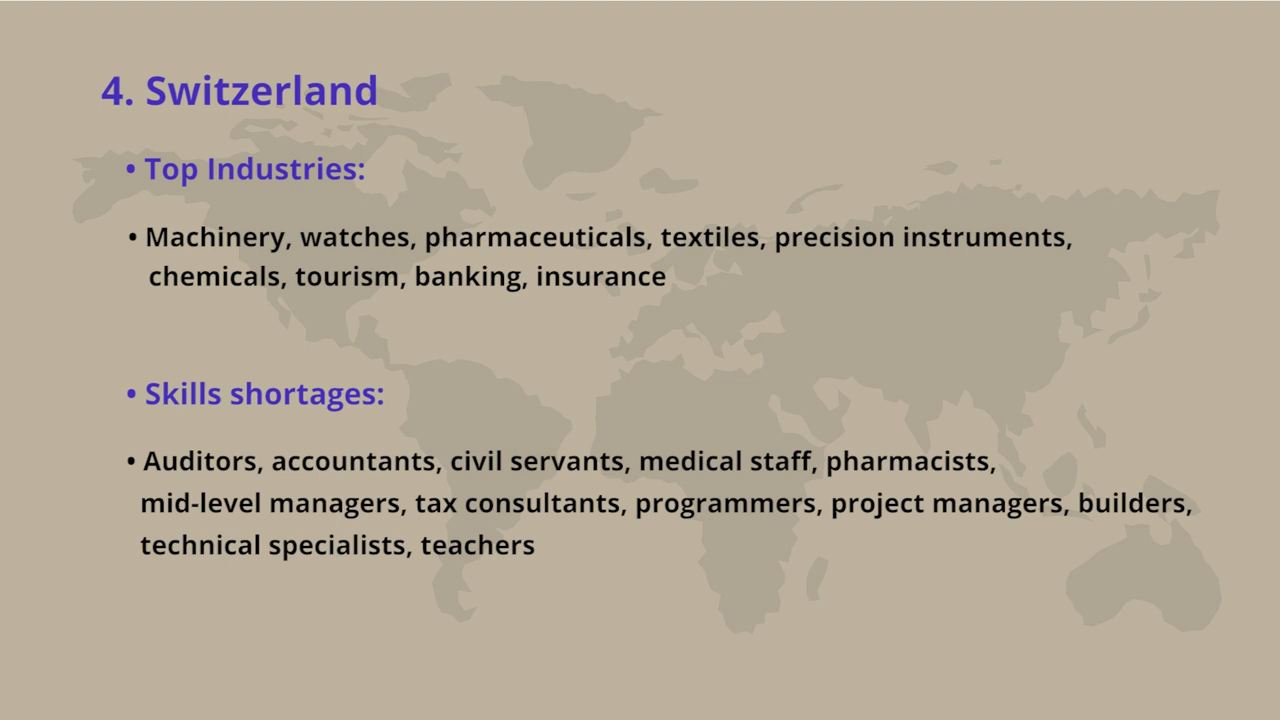 4. Switzerland
• Top Industries:
• Machinery, watches, pharmaceuticals, textiles, precision instruments,
chemicals, tourism, banking, insurance
• Skills shortages:
• Auditors, accountants, civil servants, medical staff, pharmacists,
mid-level managers, tax consultants, programmers, project managers, builders,
technical specialists, teachers